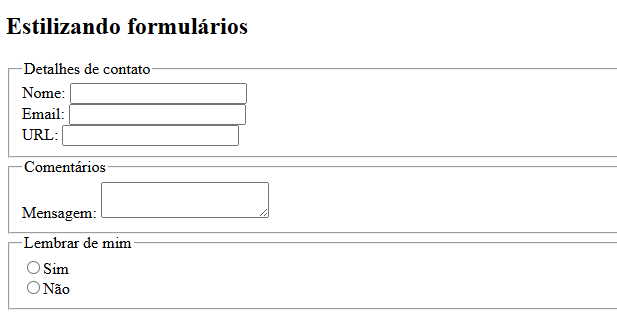 Estilizando formulários
Detalhes de contato
Nome:
Email:
URL:
Comentários
Mensagem:
Lembrar de mim
Sim
Não